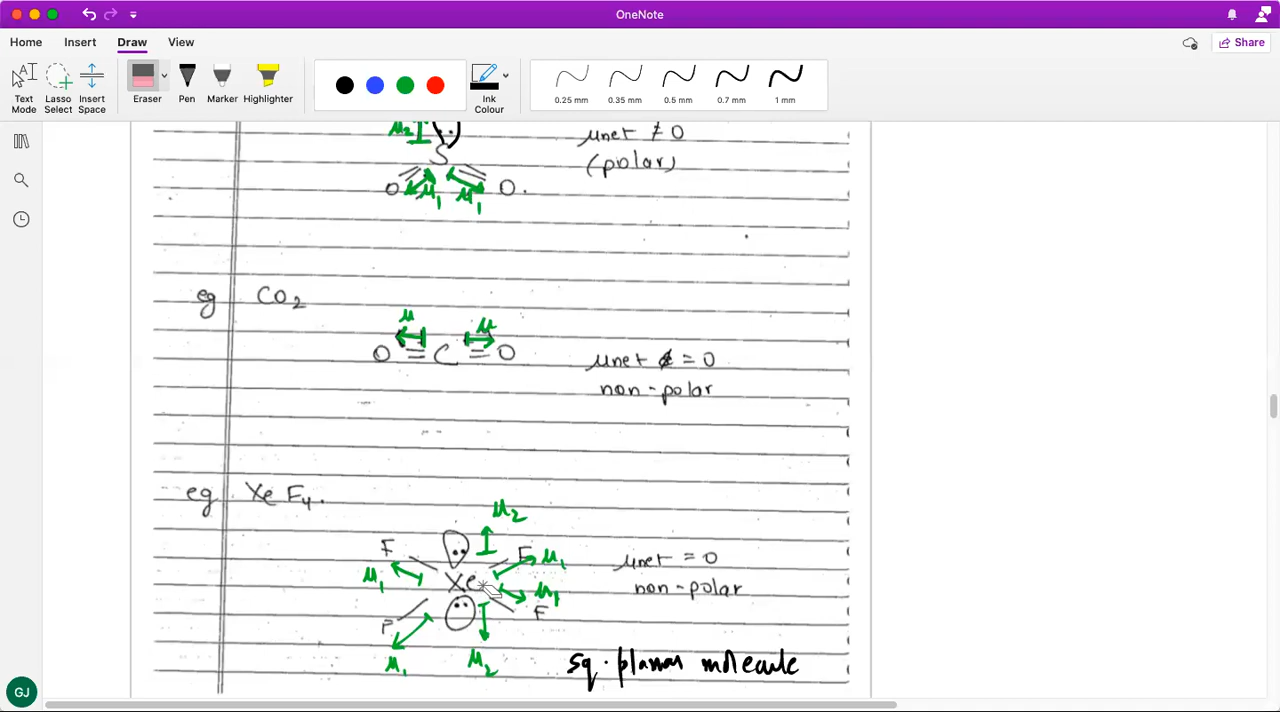 OneNote
Home Insert Draw View
Share
Text Mode
Lasso Select
Insert Space
Eraser
Pen
Marker
Highlighter
Ink Colour
0.25 mm 0.35 mm 0.5 mm 0.7 mm 1 mm
μ2
S
O O.
μ1 μ1
μnet ≠ 0
(polar)
eg CO2
μ μ
O = C = O
μnet = 0
non-polar
eg XeF4.
μ2
F F
μ1 Xe μ1
μ1
F F
μ1 μ2
μnet = 0
non-polar
sq. planar molecule
GJ